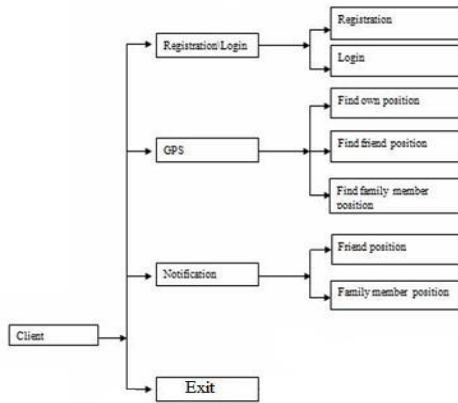 Registration
Registration\Login
Login
Find own position
GPS
Find friend position
Find family member
position
Friend position
Notification
Family member position
Client
Exit